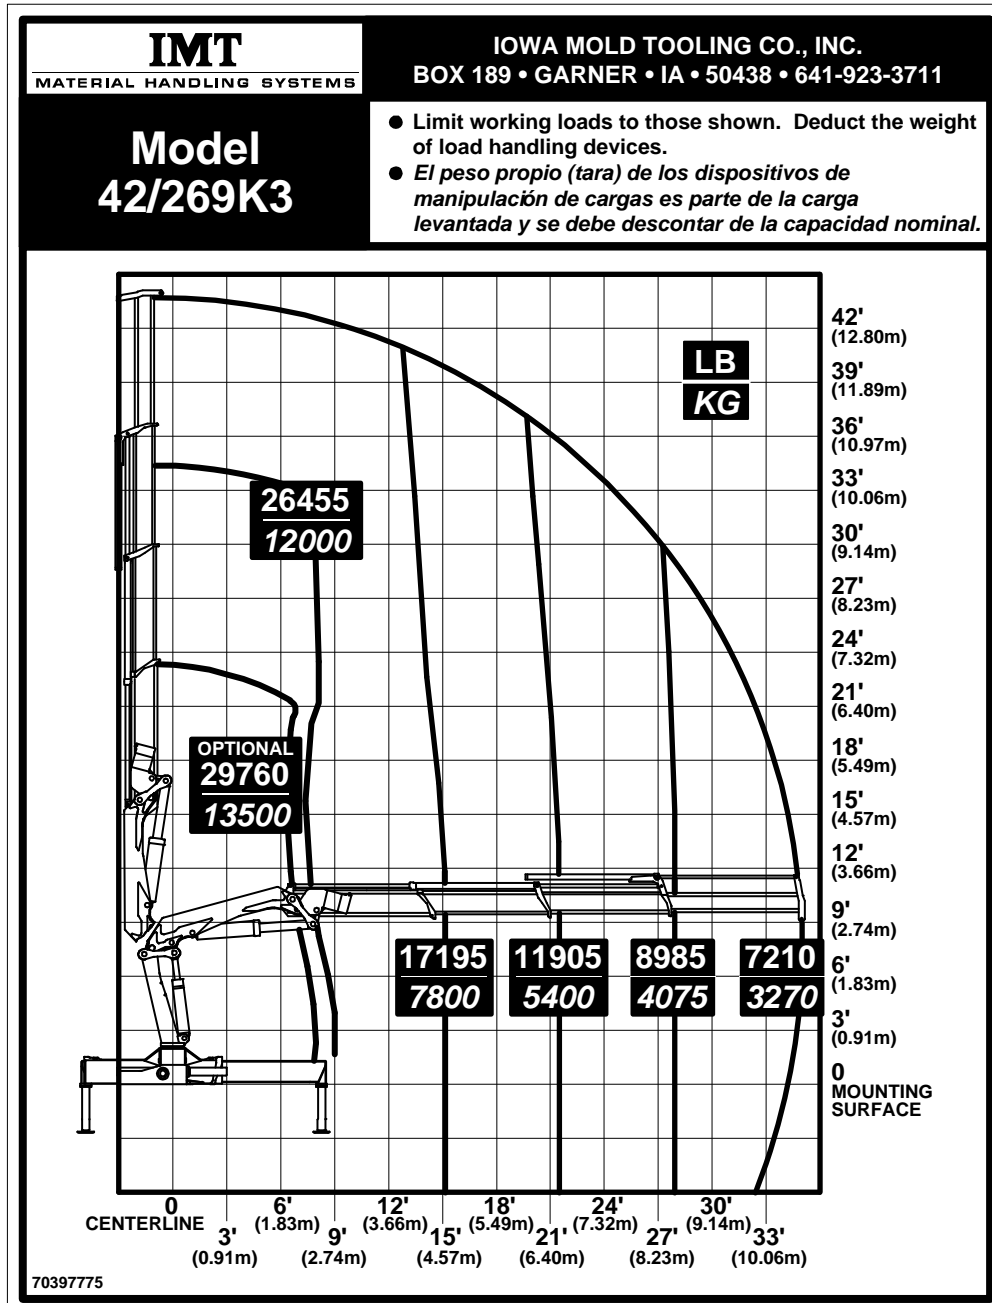 IMT
MATERIAL HANDLING SYSTEMS
IOWA MOLD TOOLING CO., INC.
BOX 189 • GARNER • IA • 50438 • 641-923-3711
Model
42/269K3
● Limit working loads to those shown. Deduct the weight
of load handling devices.
● El peso propio (tara) de los dispositivos de
manipulación de cargas es parte de la carga
levantada y se debe descontar de la capacidad nominal.
LB
KG
26455
12000
OPTIONAL
29760
13500
17195
7800
11905
5400
8985
4075
7210
3270
42'
(12.80m)
39'
(11.89m)
36'
(10.97m)
33'
(10.06m)
30'
(9.14m)
27'
(8.23m)
24'
(7.32m)
21'
(6.40m)
18'
(5.49m)
15'
(4.57m)
12'
(3.66m)
9'
(2.74m)
6'
(1.83m)
3'
(0.91m)
0
MOUNTING
SURFACE
0 6' 12' 18' 24' 30'
CENTERLINE (1.83m) (3.66m) (5.49m) (7.32m) (9.14m)
3' 9' 15' 21' 27' 33'
(0.91m) (2.74m) (4.57m) (6.40m) (8.23m) (10.06m)
70397775